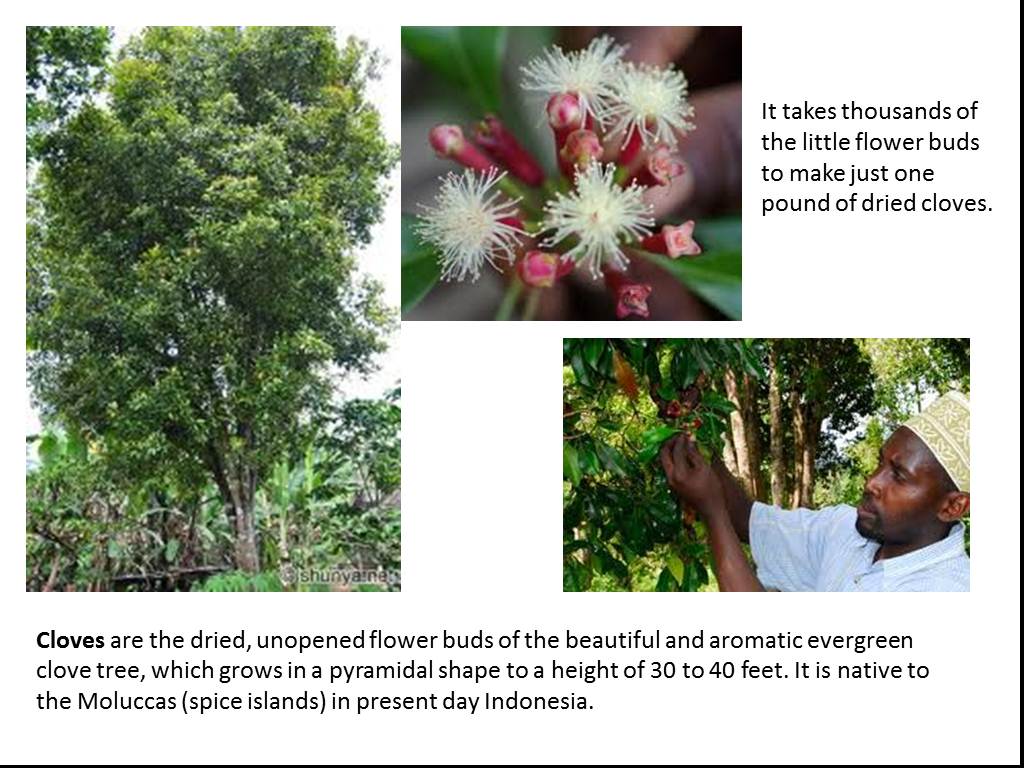 It takes thousands of
the little flower buds
to make just one
pound of dried cloves.
shunya.ne
Cloves are the dried, unopened flower buds of the beautiful and aromatic evergreen
clove tree, which grows in a pyramidal shape to a height of 30 to 40 feet. It is native to
the Moluccas (spice islands) in present day Indonesia.